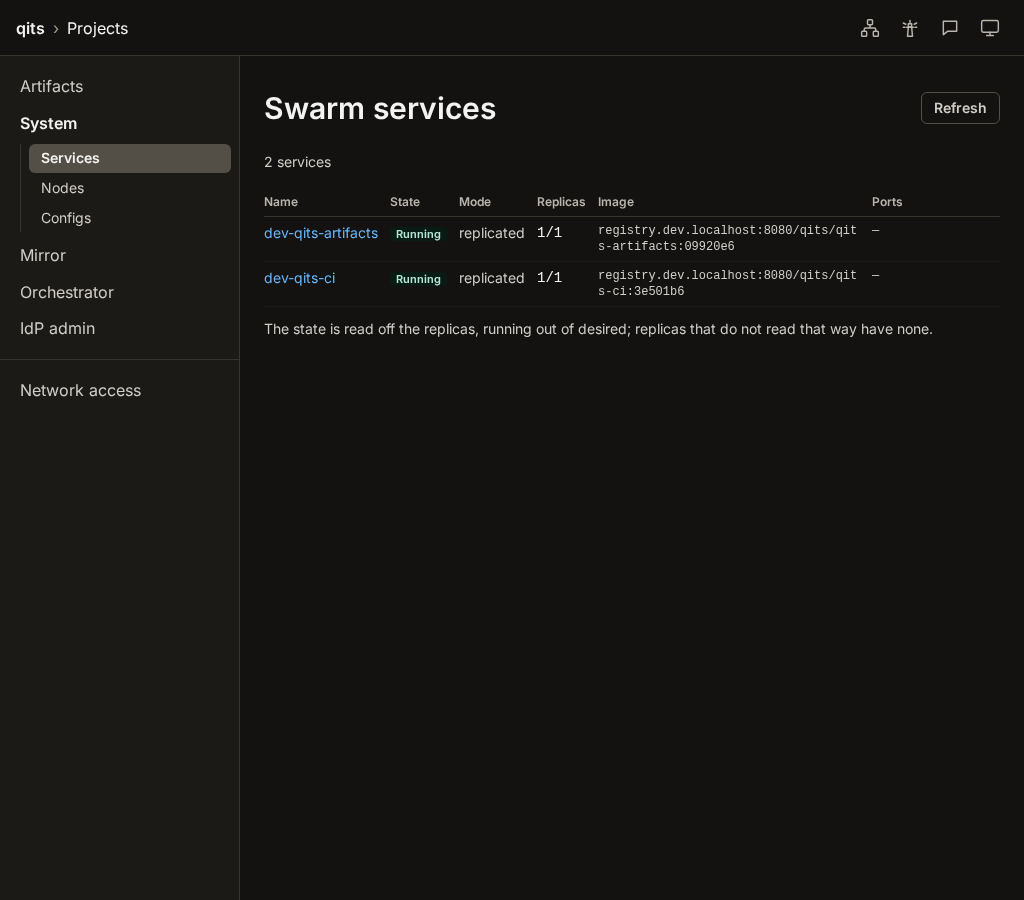 qits › Projects
Artifacts
System
Services
Nodes
Configs
Mirror
Orchestrator
IdP admin
Network access
Swarm services
Refresh
2 services
Name State Mode Replicas Image Ports
dev-qits-artifacts Running replicated 1/1 registry.dev.localhost:8080/qits/qit —
s-artifacts:09920e6
dev-qits-ci Running replicated 1/1 registry.dev.localhost:8080/qits/qit —
s-ci:3e501b6
The state is read off the replicas, running out of desired; replicas that do not read that way have none.